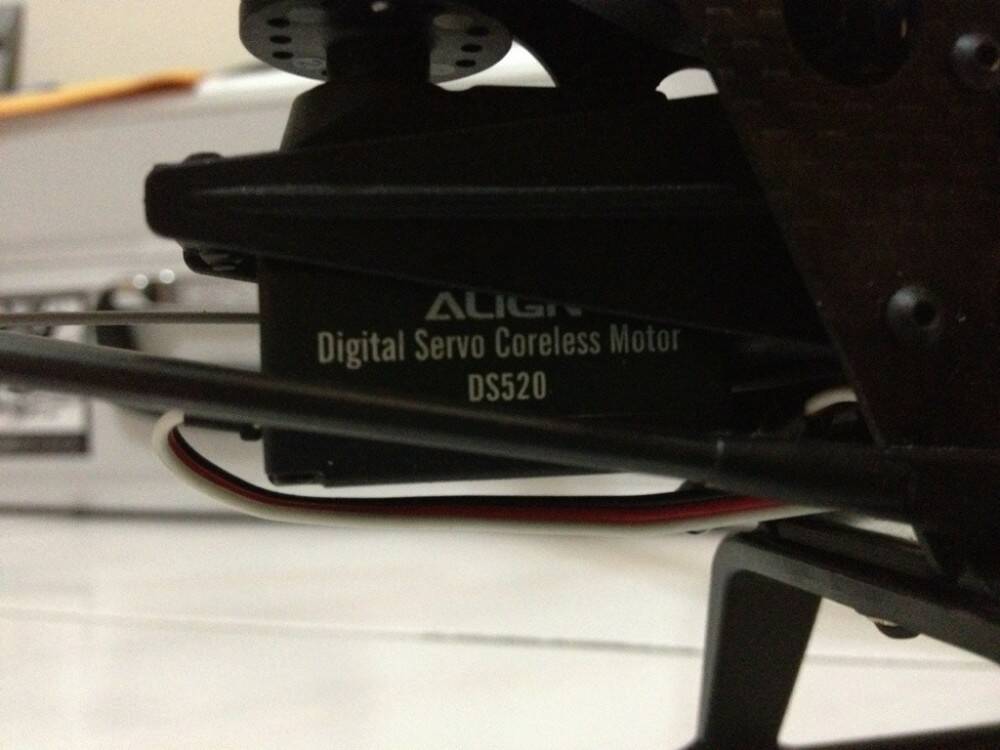 ALIGN
Digital Servo Coreless Motor
DS520